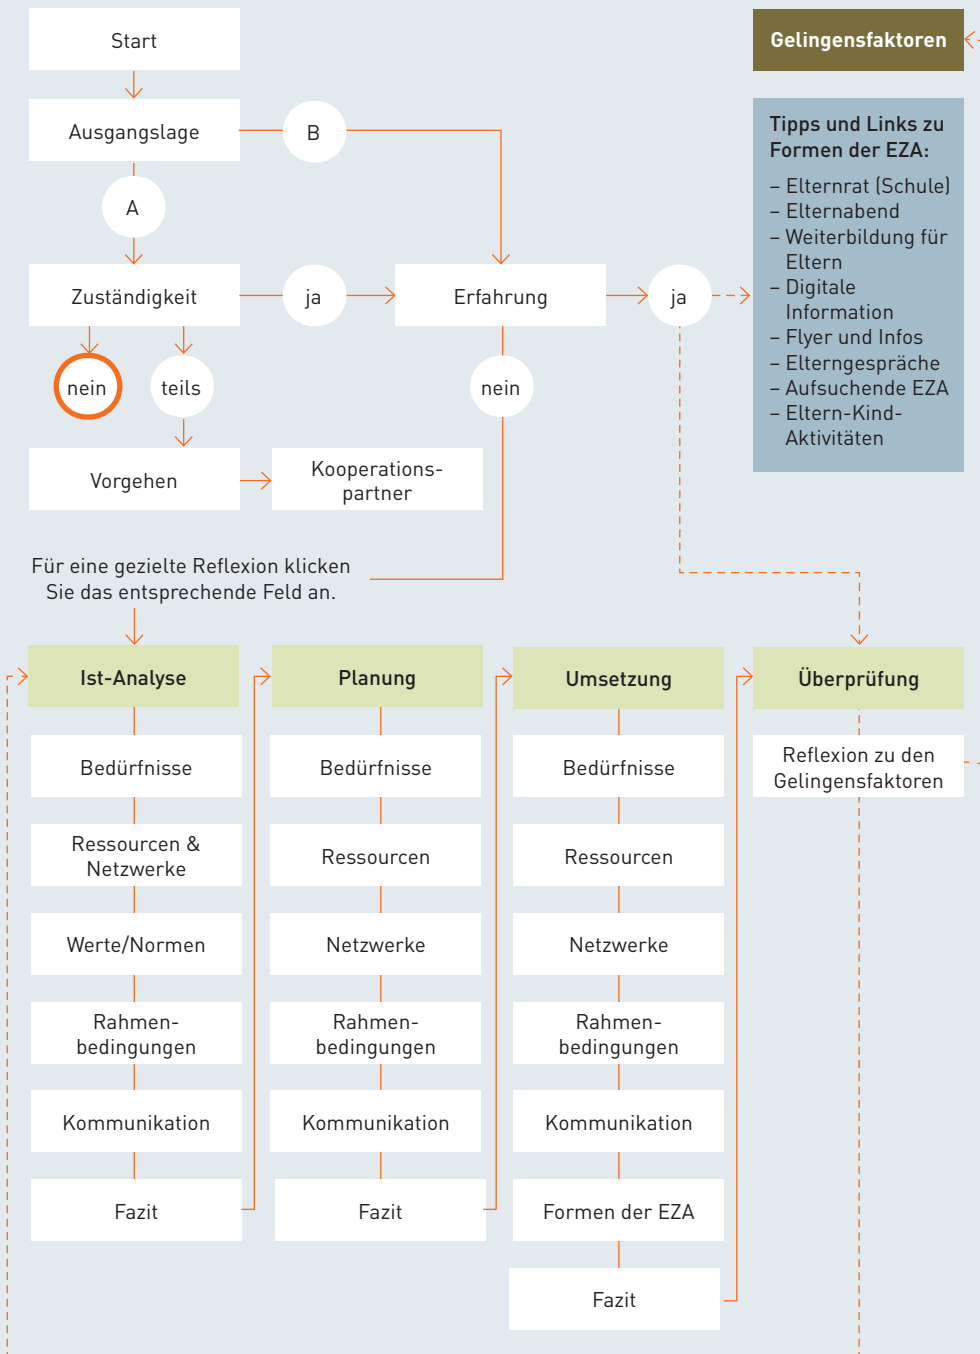 Start
Gelingensfaktoren
Ausgangslage
B
A
Tipps und Links zu
Formen der EZA:
– Elternrat (Schule)
– Elternabend
– Weiterbildung für
Eltern
– Digitale
Information
– Flyer und Infos
– Elterngespräche
– Aufsuchende EZA
– Eltern-Kind-
Aktivitäten
Zuständigkeit
ja
Erfahrung
ja
nein
teils
nein
Vorgehen
Kooperations-
partner
Für eine gezielte Reflexion klicken
Sie das entsprechende Feld an.
Ist-Analyse
Bedürfnisse
Ressourcen &
Netzwerke
Werte/Normen
Rahmen-
bedingungen
Kommunikation
Fazit
Planung
Bedürfnisse
Ressourcen
Netzwerke
Rahmen-
bedingungen
Kommunikation
Fazit
Umsetzung
Bedürfnisse
Ressourcen
Netzwerke
Rahmen-
bedingungen
Kommunikation
Formen der EZA
Fazit
Überprüfung
Reflexion zu den
Gelingensfaktoren